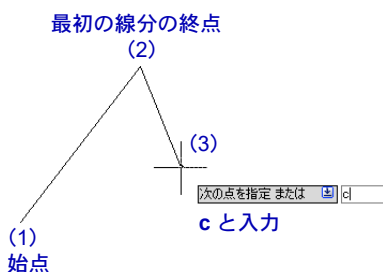 最初の線分の終点
(2)
(3)
次の点を指定 または
c
c と入力
(1)
始点